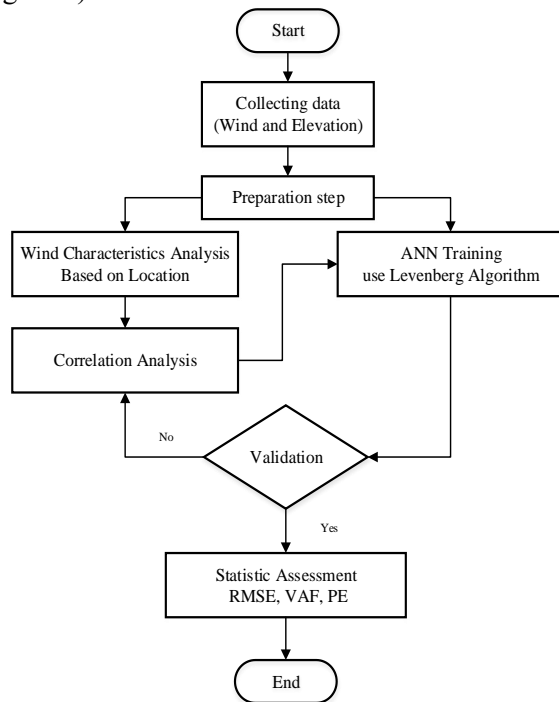 Start
Collecting data
(Wind and Elevation)
Preparation step
Wind Characteristics Analysis
Based on Location
ANN Training
use Levenberg Algorithm
Correlation Analysis
No
Validation
Yes
Statistic Assessment
RMSE, VAF, PE
End